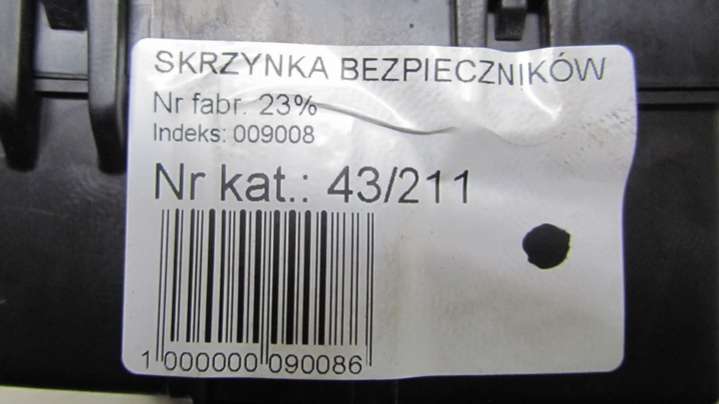 SKRZYNKA BEZPIECZNIKÓW
Nr fabr. 23%
Indeks: 009008
Nr kat.: 43/211
1 000000 090086